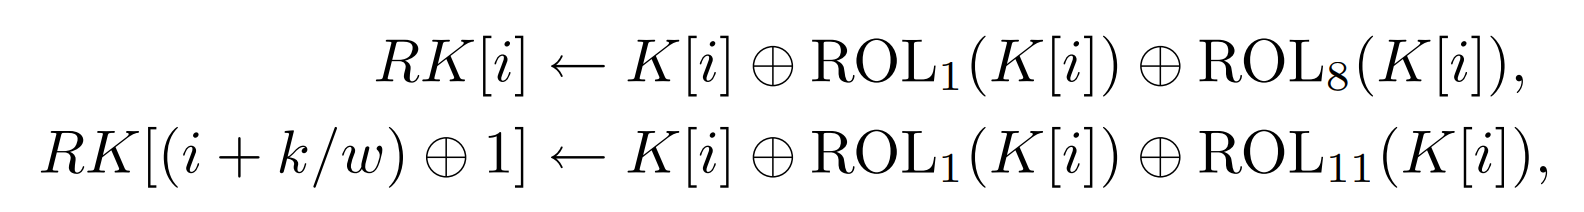 RK[i] ← K[i] ⊕ ROL₁(K[i]) ⊕ ROL₈(K[i]),
RK[(i + k/w) ⊕ 1] ← K[i] ⊕ ROL₁(K[i]) ⊕ ROL₁₁(K[i]),